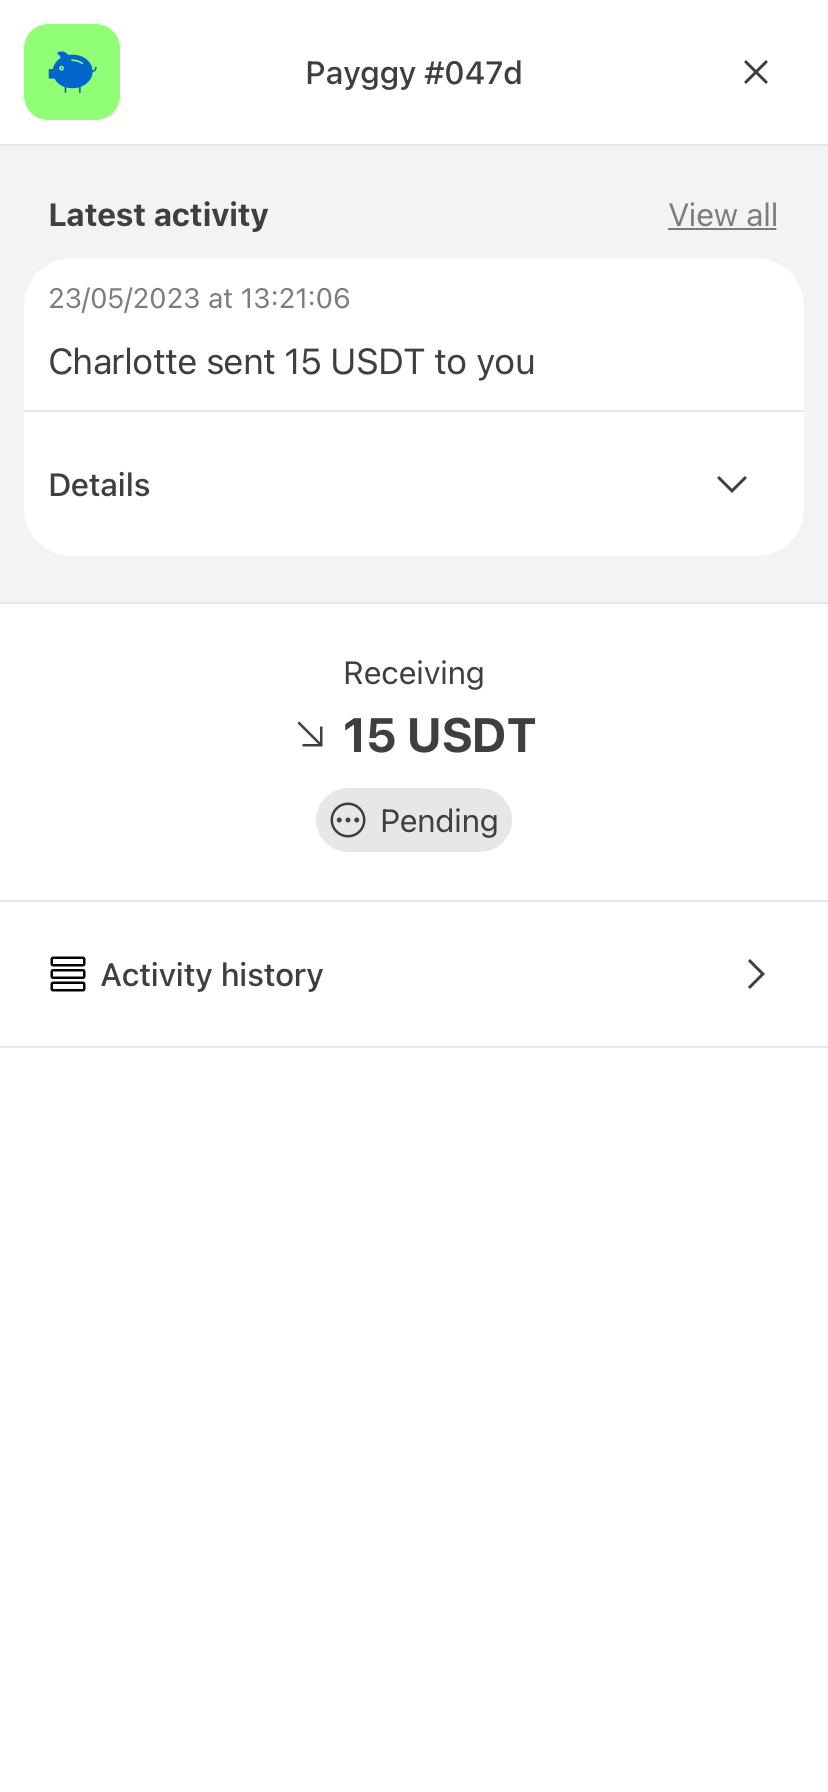 Payggy #047d
Latest activity
View all
23/05/2023 at 13:21:06
Charlotte sent 15 USDT to you
Details
Receiving
15 USDT
Pending
Activity history